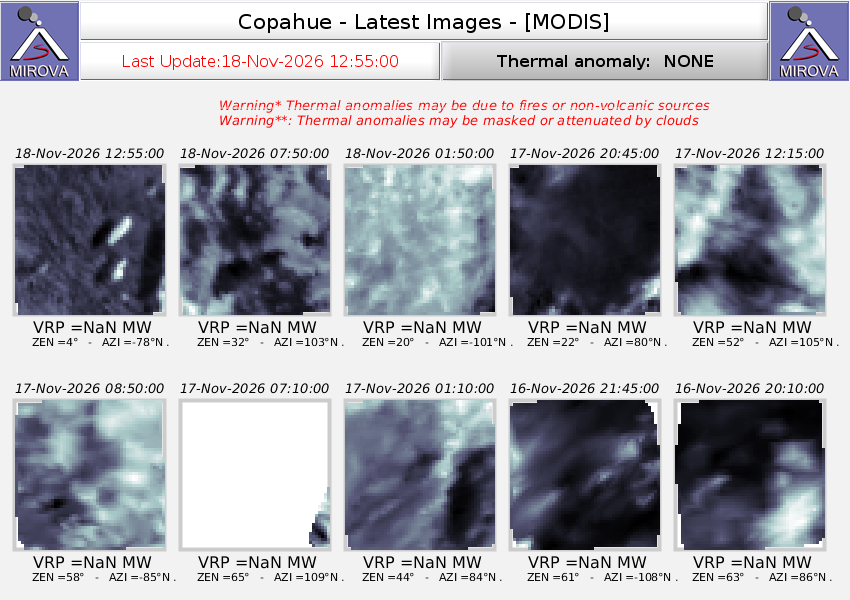 Copahue - Latest Images - [MODIS]
MIROVA
Last Update:18-Nov-2026 12:55:00
Thermal anomaly: NONE
MIROVA
Warning* Thermal anomalies may be due to fires or non-volcanic sources
Warning**: Thermal anomalies may be masked or attenuated by clouds
18-Nov-2026 12:55:00
18-Nov-2026 07:50:00
18-Nov-2026 01:50:00
17-Nov-2026 20:45:00
17-Nov-2026 12:15:00
VRP =NaN MW
VRP =NaN MW
VRP =NaN MW
VRP =NaN MW
VRP =NaN MW
ZEN =4° - AZI =-78°N .
ZEN =32° - AZI =103°N .
ZEN =20° - AZI =-101°N .
ZEN =22° - AZI =80°N .
ZEN =52° - AZI =105°N .
17-Nov-2026 08:50:00
17-Nov-2026 07:10:00
17-Nov-2026 01:10:00
16-Nov-2026 21:45:00
16-Nov-2026 20:10:00
VRP =NaN MW
VRP =NaN MW
VRP =NaN MW
VRP =NaN MW
VRP =NaN MW
ZEN =58° - AZI =-85°N .
ZEN =65° - AZI =109°N .
ZEN =44° - AZI =84°N .
ZEN =61° - AZI =-108°N .
ZEN =63° - AZI =86°N .